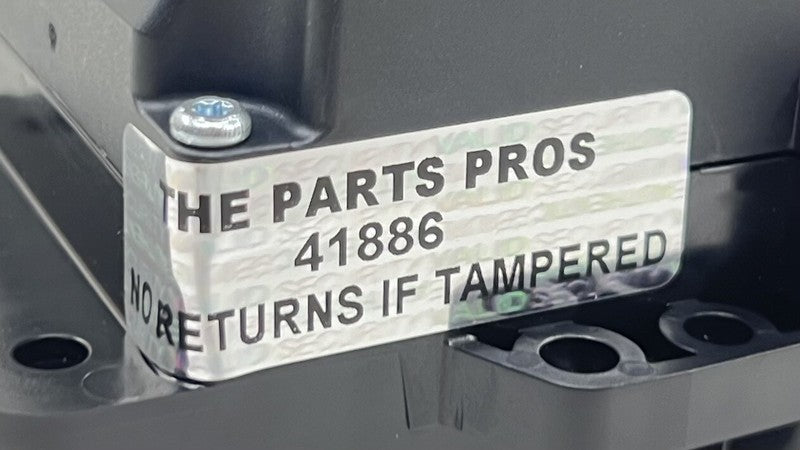 THE PARTS PROS
41886
NO RETURNS IF TAMPERED